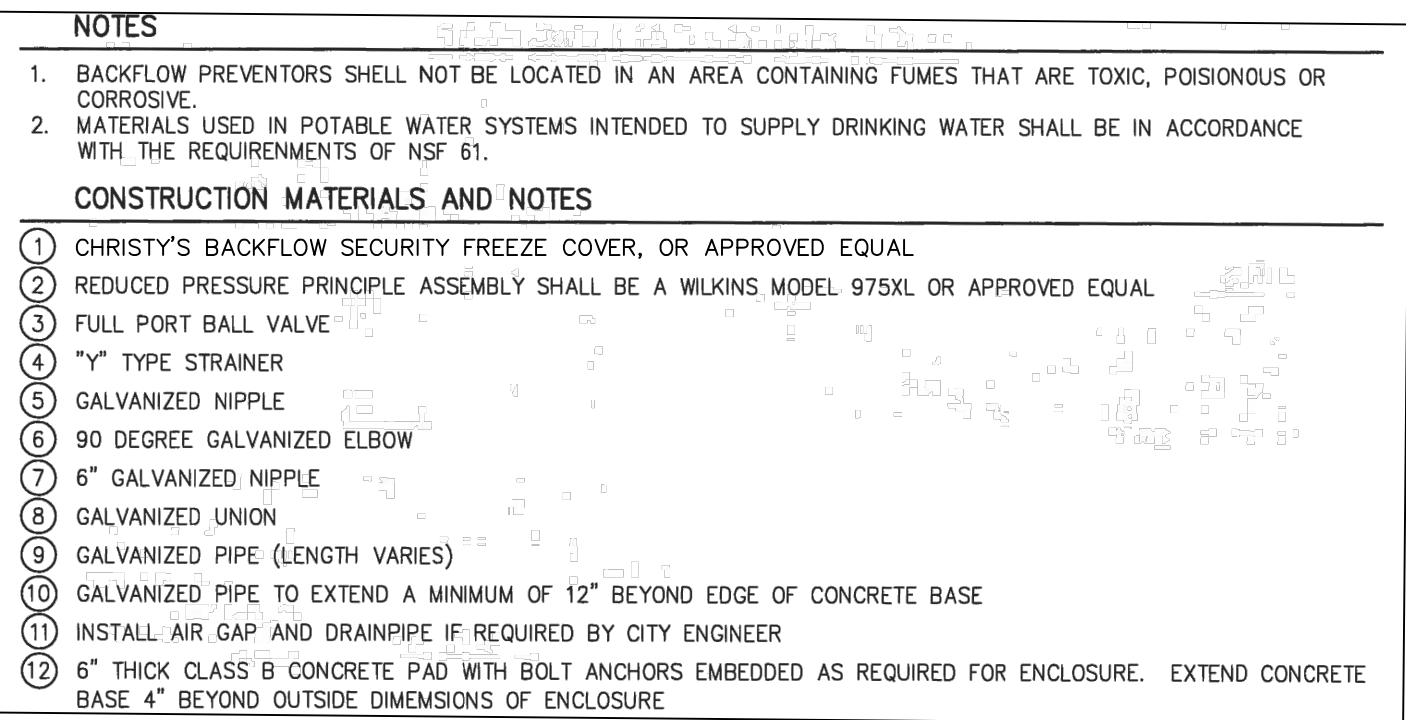 NOTES
1. BACKFLOW PREVENTORS SHELL NOT BE LOCATED IN AN AREA CONTAINING FUMES THAT ARE TOXIC, POISIONOUS OR
CORROSIVE.
2. MATERIALS USED IN POTABLE WATER SYSTEMS INTENDED TO SUPPLY DRINKING WATER SHALL BE IN ACCORDANCE
WITH THE REQUIRENMENTS OF NSF 61.
CONSTRUCTION MATERIALS AND NOTES
1 CHRISTY'S BACKFLOW SECURITY FREEZE COVER, OR APPROVED EQUAL
2 REDUCED PRESSURE PRINCIPLE ASSEMBLY SHALL BE A WILKINS MODEL 975XL OR APPROVED EQUAL
3 FULL PORT BALL VALVE
4 "Y" TYPE STRAINER
5 GALVANIZED NIPPLE
6 90 DEGREE GALVANIZED ELBOW
7 6" GALVANIZED NIPPLE
8 GALVANIZED UNION
9 GALVANIZED PIPE (LENGTH VARIES)
10 GALVANIZED PIPE TO EXTEND A MINIMUM OF 12" BEYOND EDGE OF CONCRETE BASE
11 INSTALL AIR GAP AND DRAINPIPE IF REQUIRED BY CITY ENGINEER
12 6" THICK CLASS B CONCRETE PAD WITH BOLT ANCHORS EMBEDDED AS REQUIRED FOR ENCLOSURE. EXTEND CONCRETE
BASE 4" BEYOND OUTSIDE DIMEMSIONS OF ENCLOSURE